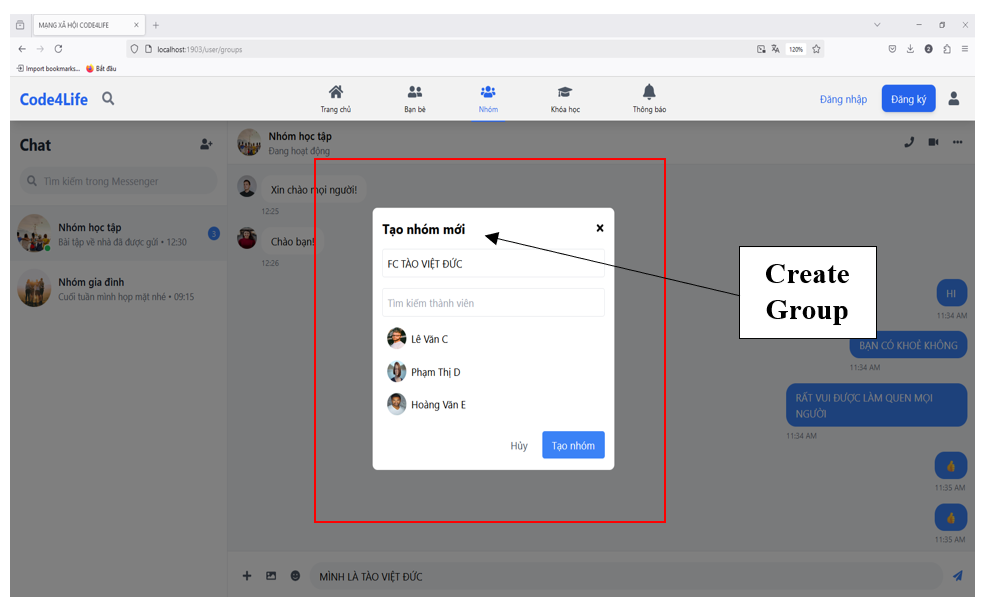 MẠNG XÃ HỘI CODE4LIFE
localhost:1903/user/groups
120%
Import bookmarks...
Bắt đầu
Code4Life
Trang chủ
Bạn bè
Nhóm
Khóa học
Thông báo
Đăng nhập
Đăng ký
Chat
Tìm kiếm trong Messenger
Nhóm học tập
Bài tập về nhà đã được gửi • 12:30
3
Nhóm gia đình
Cuối tuần mình họp mặt nhé • 09:15
Nhóm học tập
Đang hoạt động
Xin chào mọi người!
12:25
Chào bạn!
12:26
Tạo nhóm mới
FC TÀO VIỆT ĐỨC
Tìm kiếm thành viên
Lê Văn C
Phạm Thị D
Hoàng Văn E
Hủy
Tạo nhóm
Create
Group
HI
11:34 AM
BẠN CÓ KHOẺ KHÔNG
11:34 AM
RẤT VUI ĐƯỢC LÀM QUEN MỌI
NGƯỜI
11:34 AM
11:35 AM
11:35 AM
MÌNH LÀ TÀO VIỆT ĐỨC